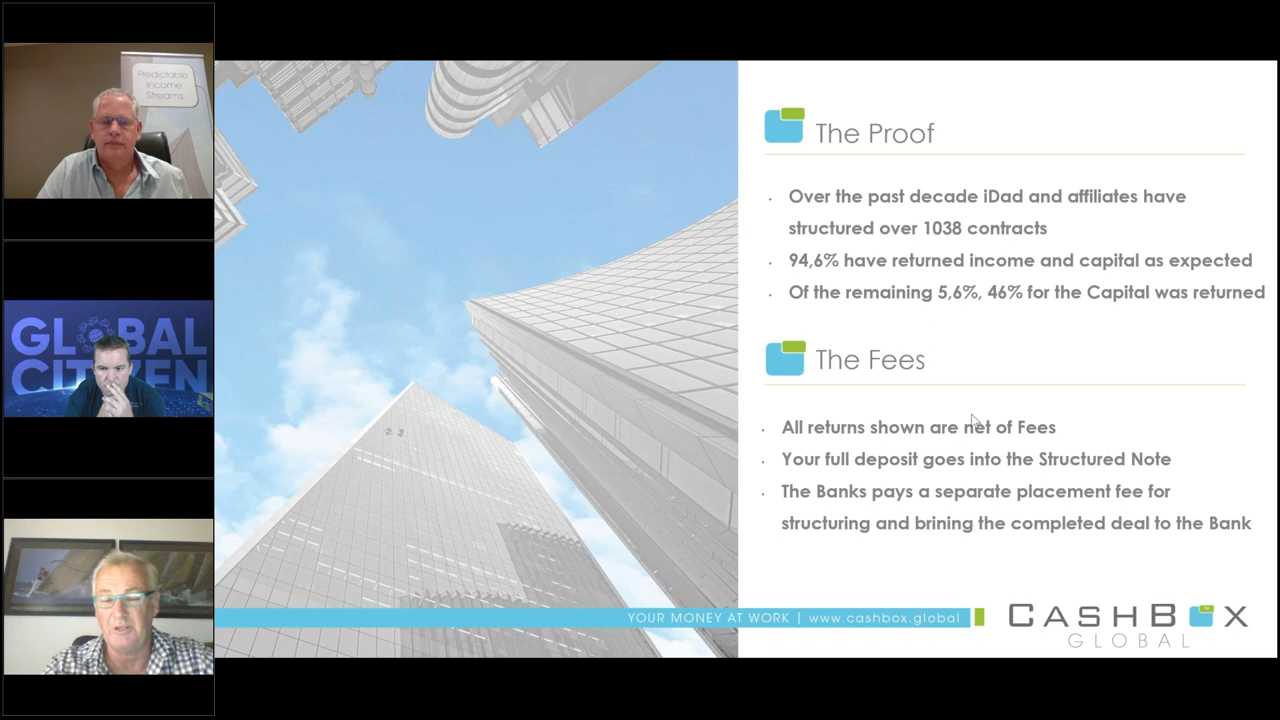 Predictable
Income
Streams
GLOBAL
CITIZEN
The Proof
Over the past decade iDad and affiliates have
structured over 1038 contracts
94,6% have returned income and capital as expected
Of the remaining 5,6%, 46% for the Capital was returned
The Fees
All returns shown are net of Fees
Your full deposit goes into the Structured Note
The Banks pays a separate placement fee for
structuring and brining the completed deal to the Bank
YOUR MONEY AT WORK | www.cashbox.global
CASHBOX
GLOBAL